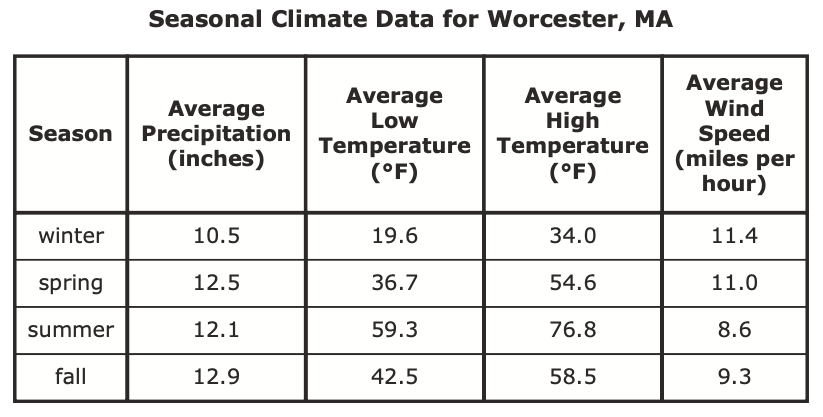 Seasonal Climate Data for Worcester, MA
Season
Average
Precipitation
(inches)
Average
Low
Temperature
(°F)
Average
High
Temperature
(°F)
Average
Wind
Speed
(miles per
hour)
winter 10.5 19.6 34.0 11.4
spring 12.5 36.7 54.6 11.0
summer 12.1 59.3 76.8 8.6
fall 12.9 42.5 58.5 9.3